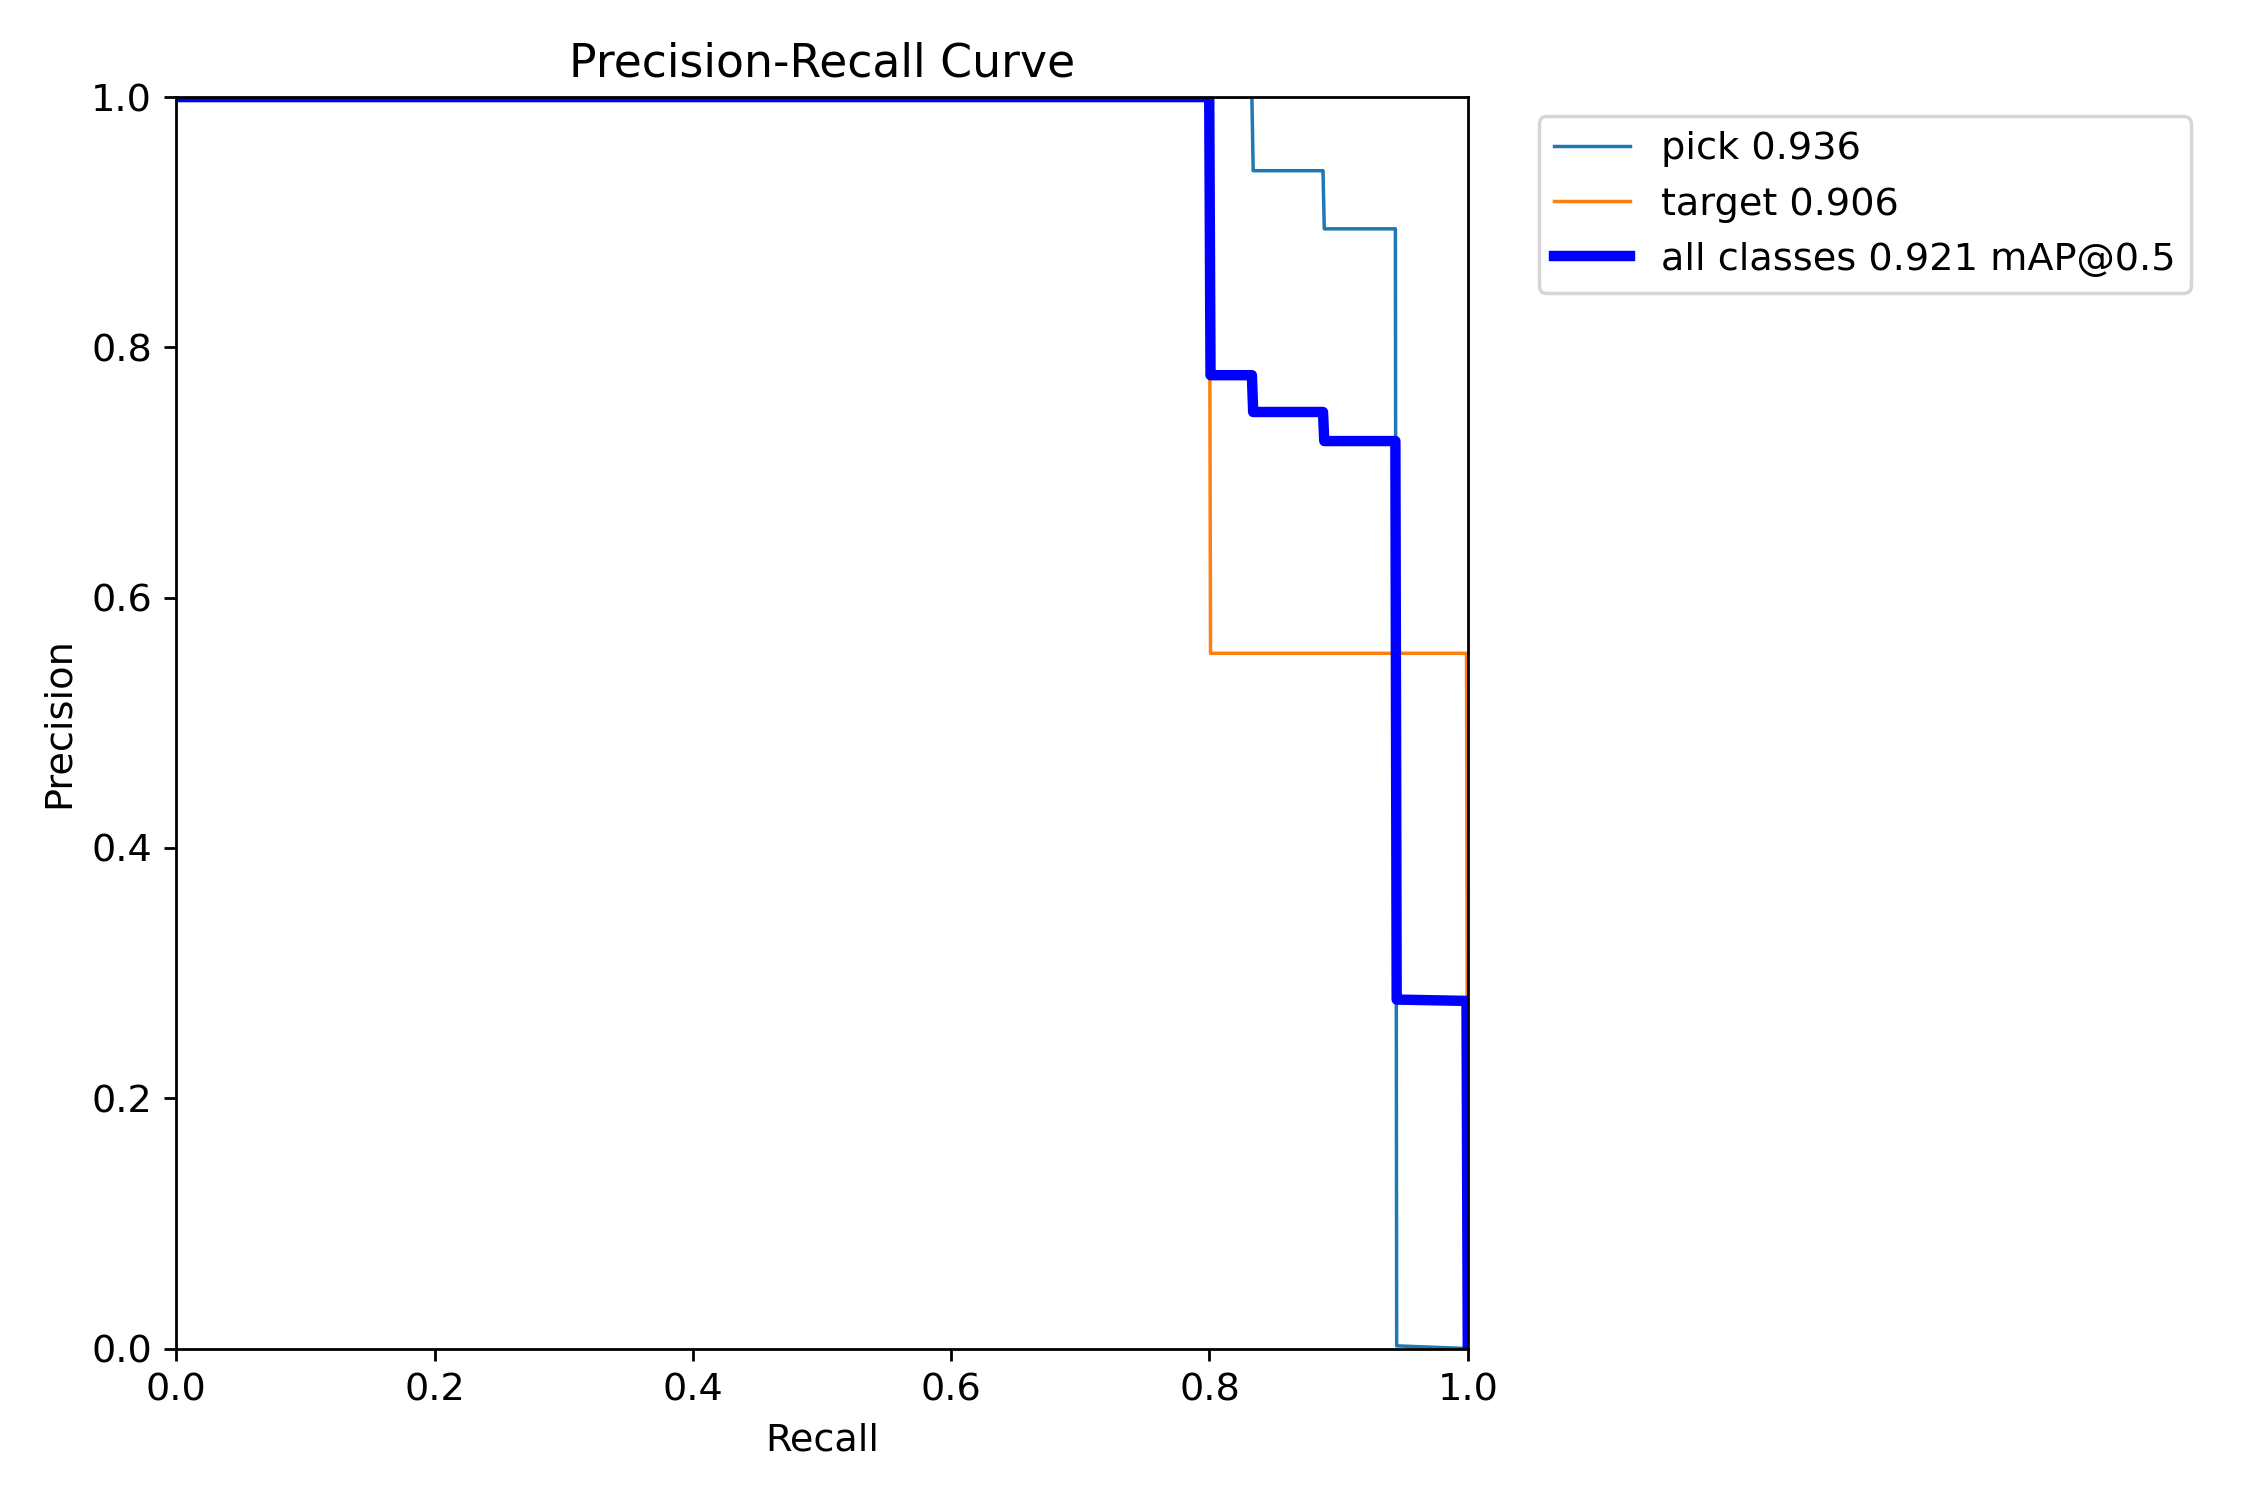 Precision-Recall Curve
pick 0.936
target 0.906
all classes 0.921 mAP@0.5
Precision
1.0
0.8
0.6
0.4
0.2
0.0
0.0 0.2 0.4 0.6 0.8 1.0
Recall